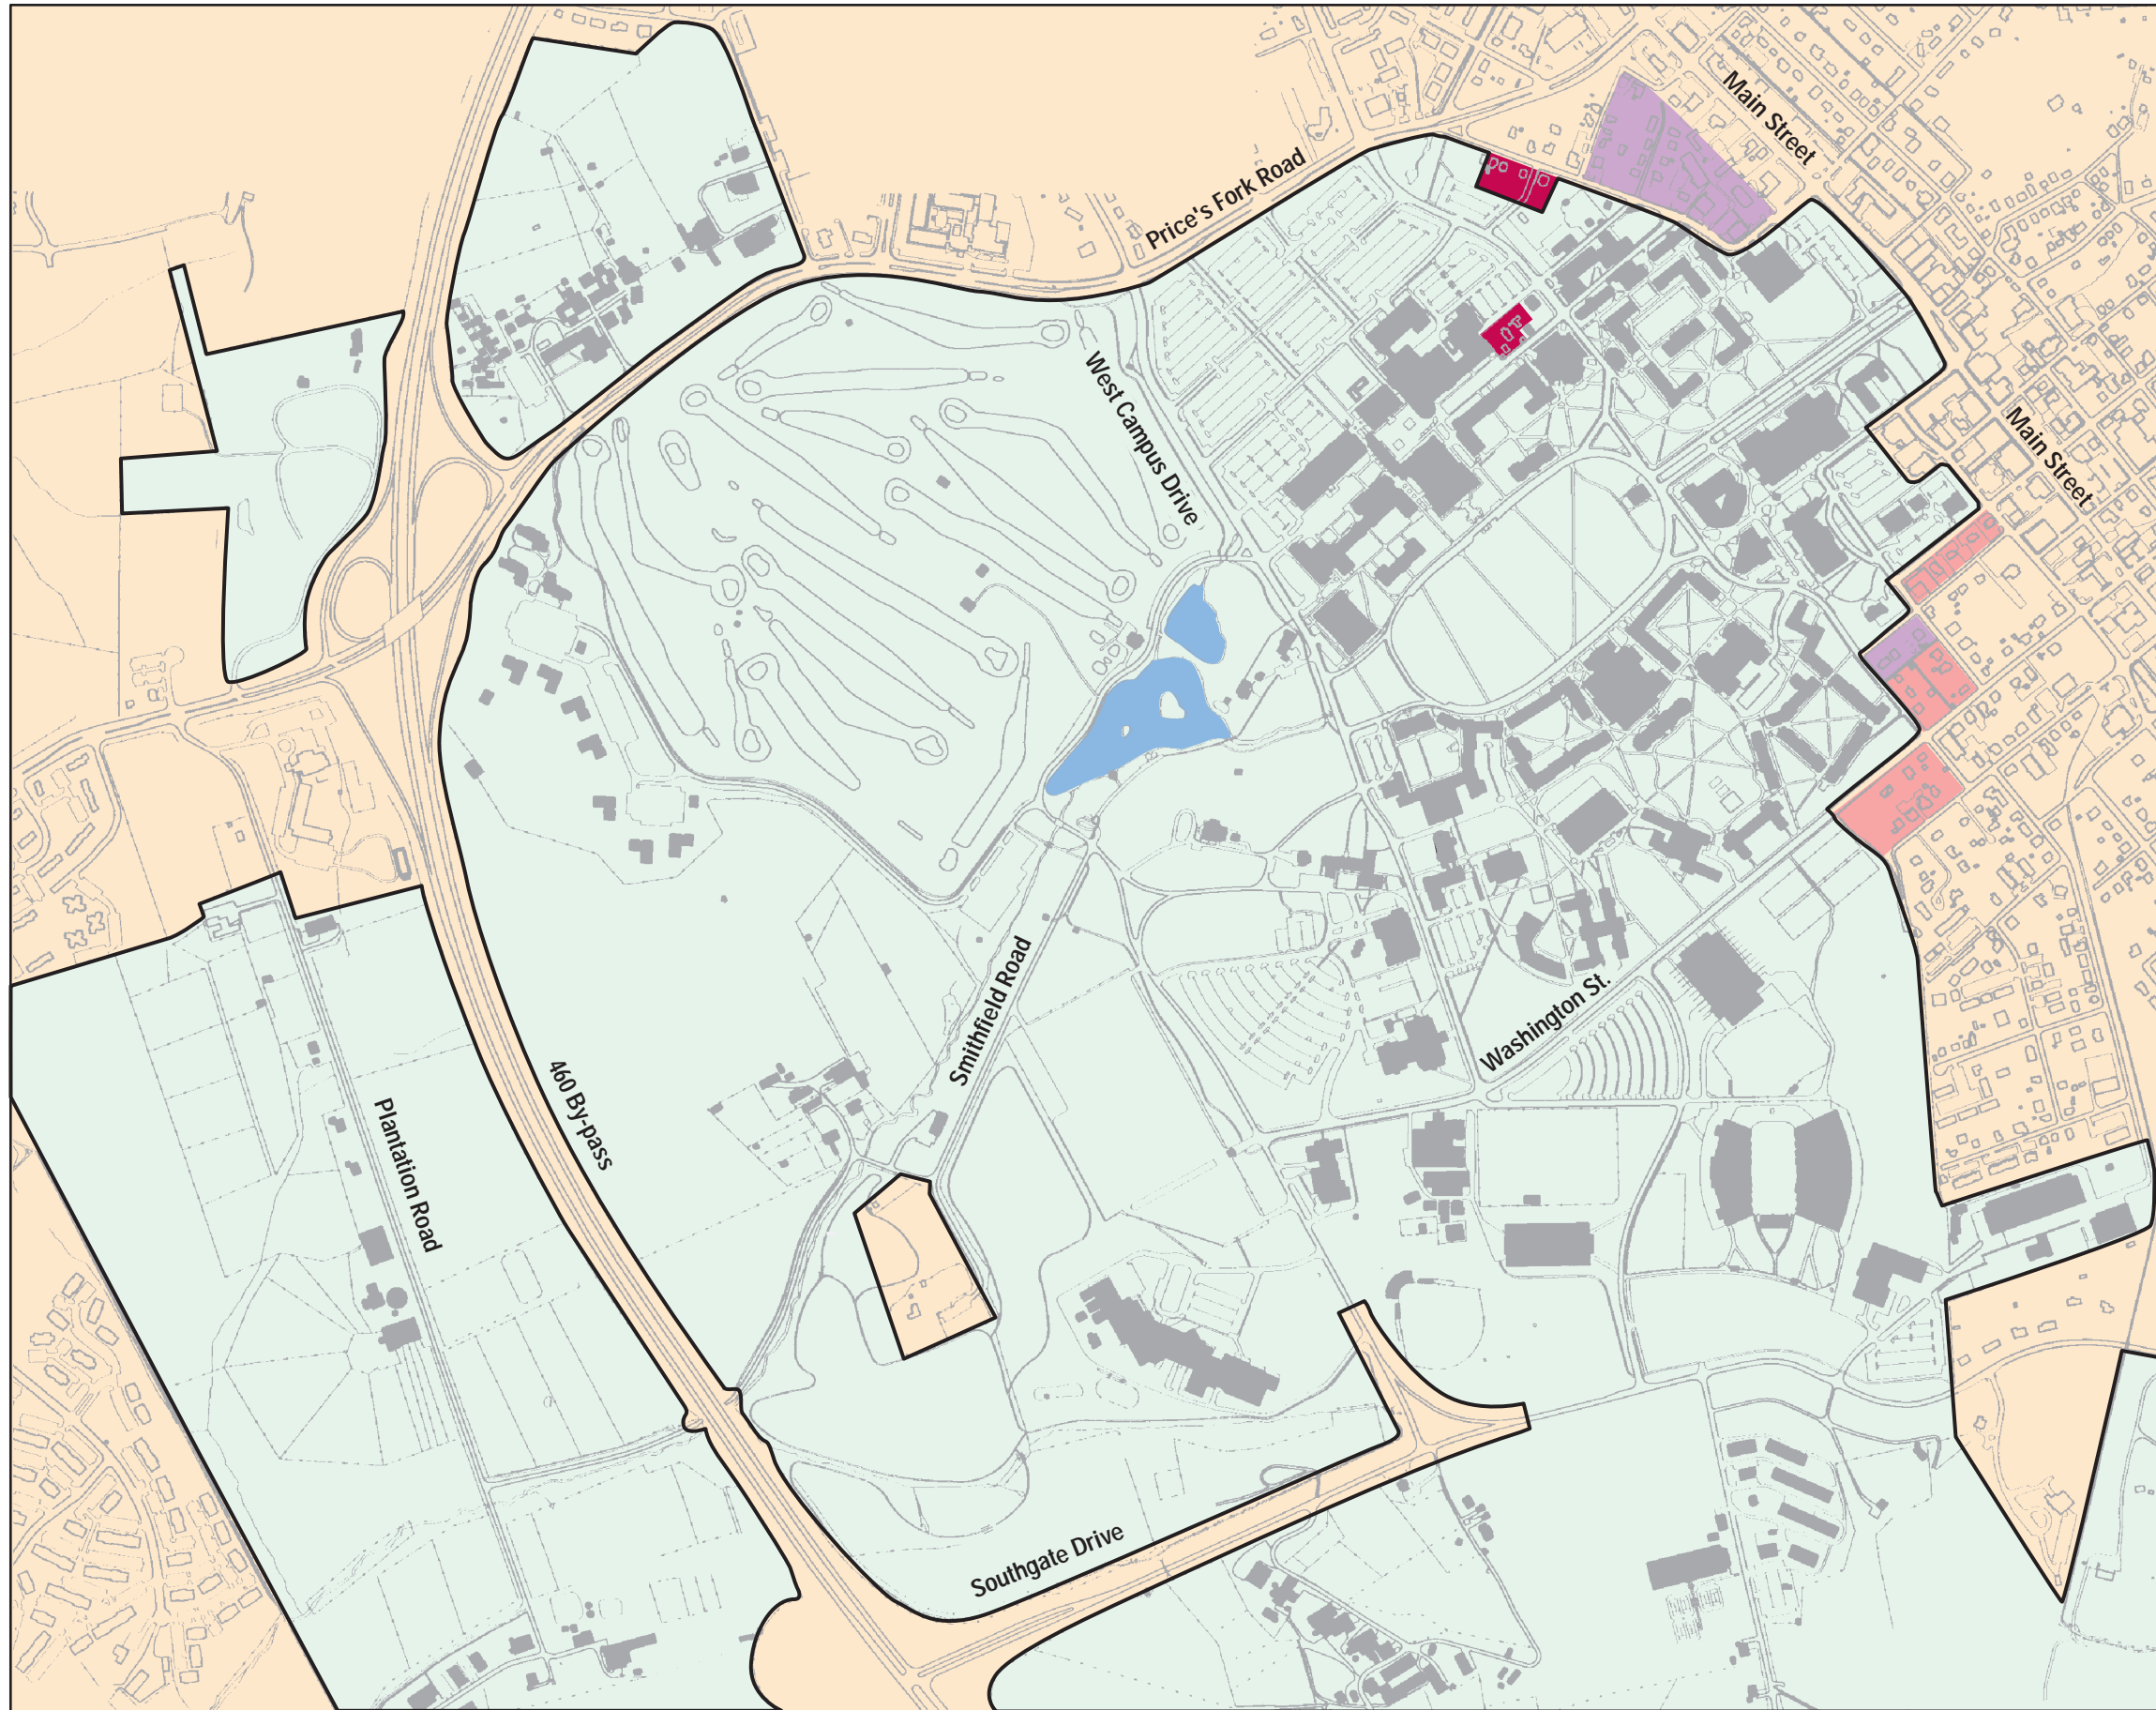 Main Street
Price's Fork Road
West Campus Drive
Main Street
Smithfield Road
Washington St.
460 By-pass
Plantation Road
Southgate Drive